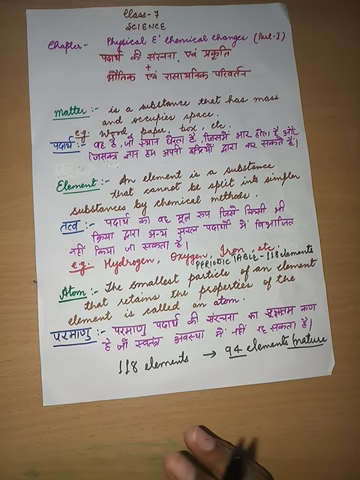 Class-7
SCIENCE
Chapter- Physical & Chemical Changes (Part-I)
पदार्थ की संरचना एवं प्रकृति
+
भौतिक एवं रासायनिक परिवर्तन
Matter :- is a substance that has mass
and occupies space.
eg. wood, paper, box, etc.
पदार्थ :- वह है, जो स्थान घेरता है, जिसमें भार होता है और
जिसका ज्ञान हम अपनी इन्द्रियों द्वारा कर सकते हैं।
Element :- An element is a substance
that cannot be split into simpler
substances by chemical methods.
तत्व :- पदार्थ का वह मूल रूप जिसे किसी भी
क्रिया द्वारा अन्य सरल पदार्थों में विभाजित
नहीं किया जा सकता है।
eg. Hydrogen, Oxygen, Iron, etc.
PERIODIC TABLE - 118 elements
Atom :- The smallest particle of an element
that retains the properties of the
element is called an atom.
परमाणु :- परमाणु पदार्थ की संरचना का सूक्ष्मतम कण
है जो स्वतंत्र अवस्था में नहीं रह सकता है।
118 elements → 94 elements nature